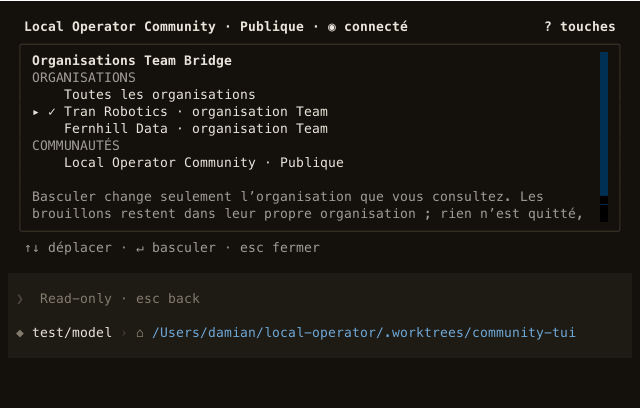 Local Operator Community · Publique · ◉ connecté ? touches
Organisations Team Bridge
ORGANISATIONS
Toutes les organisations
▸ ✓ Tran Robotics · organisation Team
Fernhill Data · organisation Team
COMMUNAUTÉS
Local Operator Community · Publique
Basculer change seulement l’organisation que vous consultez. Les
brouillons restent dans leur propre organisation ; rien n’est quitté,
↑↓ déplacer · ↵ basculer · esc fermer
❯ Read-only · esc back
◆ test/model › ⌂ /Users/damian/local-operator/.worktrees/community-tui